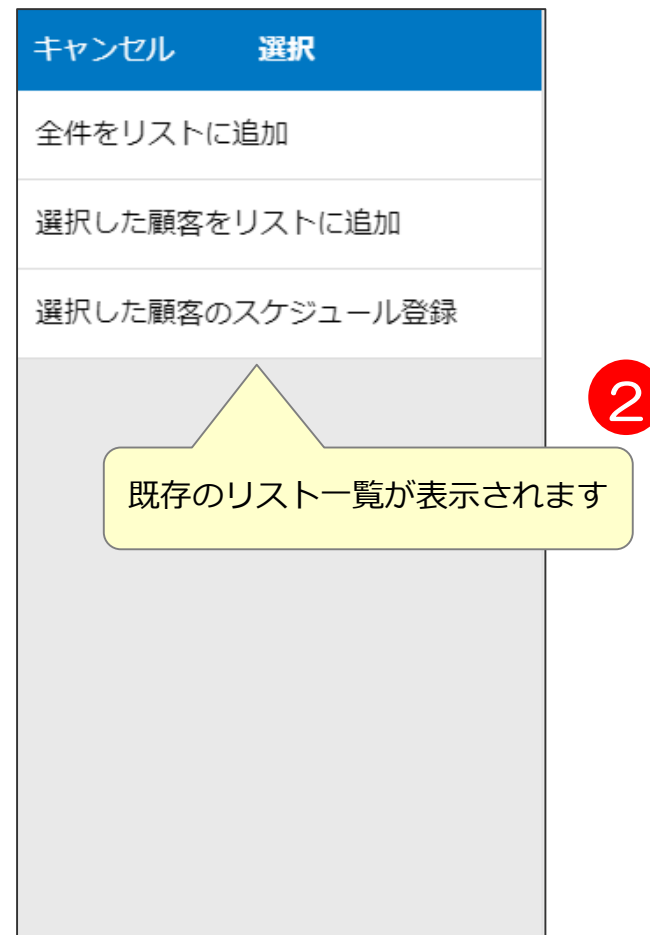 キャンセル 選択
全件をリストに追加
選択した顧客をリストに追加
選択した顧客のスケジュール登録
2
既存のリスト一覧が表示されます